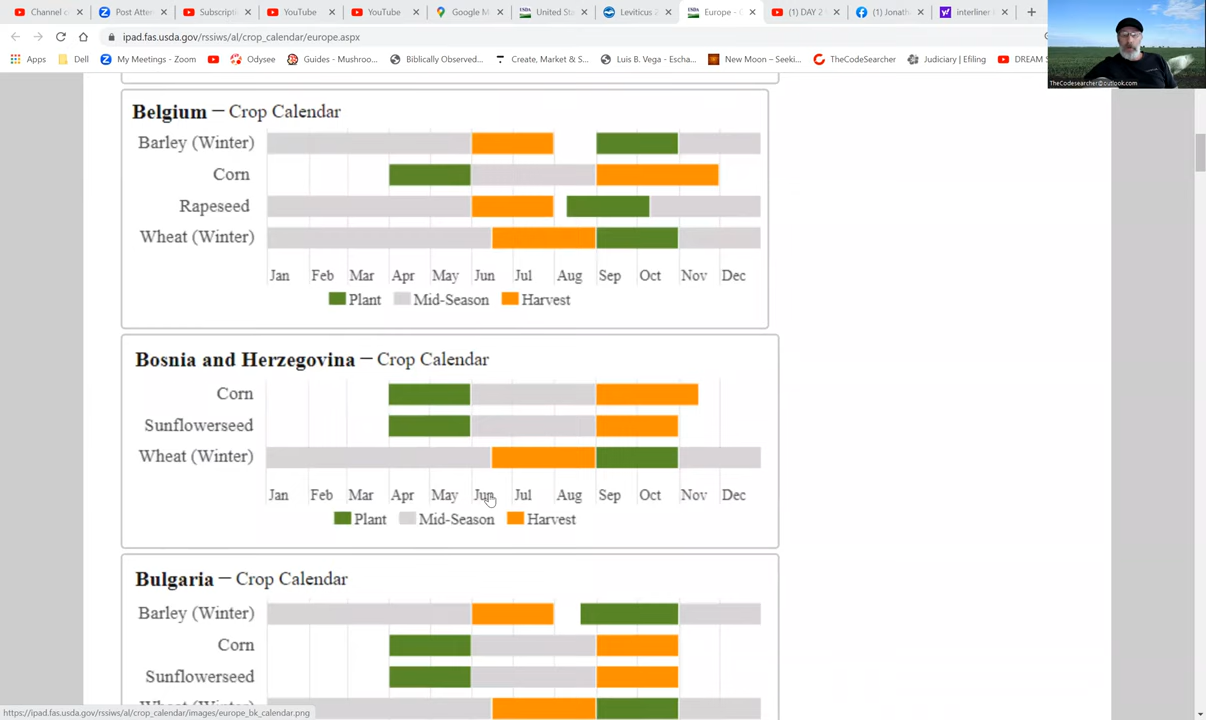 Channel c
Post Atten
Subscripti
YouTube
YouTube
Google M
United Sta
Leviticus 2
Europe - C
(1) DAY 2
(1) Jonath
interliner
ipad.fas.usda.gov/rssiws/al/crop_calendar/europe.aspx
Apps
Dell
My Meetings - Zoom
Odysee
Guides - Mushroo...
Biblically Observed...
Create, Market & S...
Luis B. Vega - Escha...
New Moon – Seeki...
TheCodeSearcher
Judiciary | Efiling
DREAM S
TheCodesearcher@outlook.com
Belgium – Crop Calendar
Barley (Winter)
Corn
Rapeseed
Wheat (Winter)
Jan Feb Mar Apr May Jun Jul Aug Sep Oct Nov Dec
Plant Mid-Season Harvest
Bosnia and Herzegovina – Crop Calendar
Corn
Sunflowerseed
Wheat (Winter)
Jan Feb Mar Apr May Jun Jul Aug Sep Oct Nov Dec
Plant Mid-Season Harvest
Bulgaria – Crop Calendar
Barley (Winter)
Corn
Sunflowerseed
Wheat (Winter)
https://ipad.fas.usda.gov/rssiws/al/crop_calendar/images/europe_bk_calendar.png